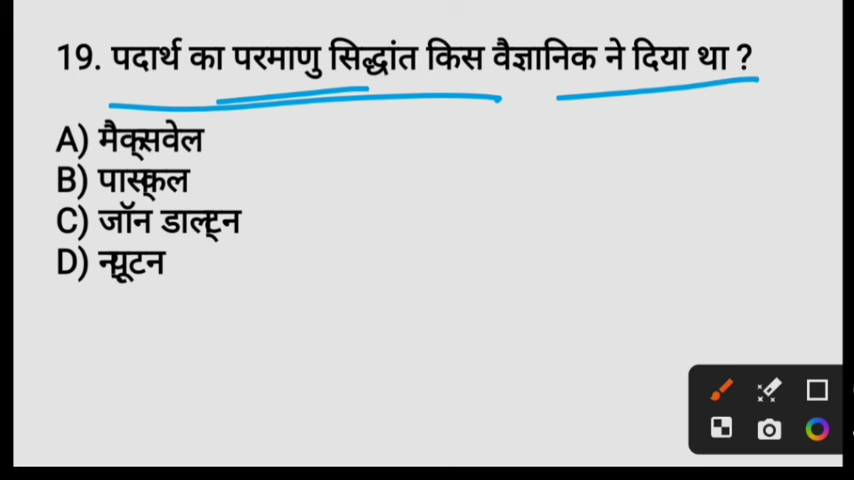 19. पदार्थ का परमाणु सिद्धांत किस वैज्ञानिक ने दिया था ?
A) मैक्सवेल
B) पास्कल
C) जॉन डाल्टन
D) न्यूटन